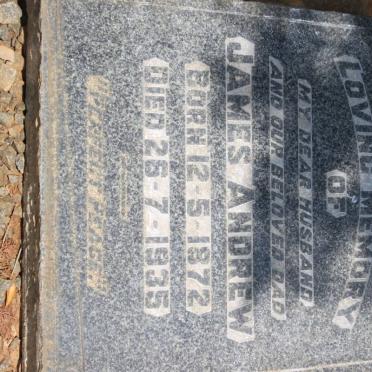 LOVING MEMORY
OF
MY DEAR HUSBAND
AND OUR BELOVED DAD
JAMES ANDREW
BORN 12-5-1872
DIED 26-7-1935